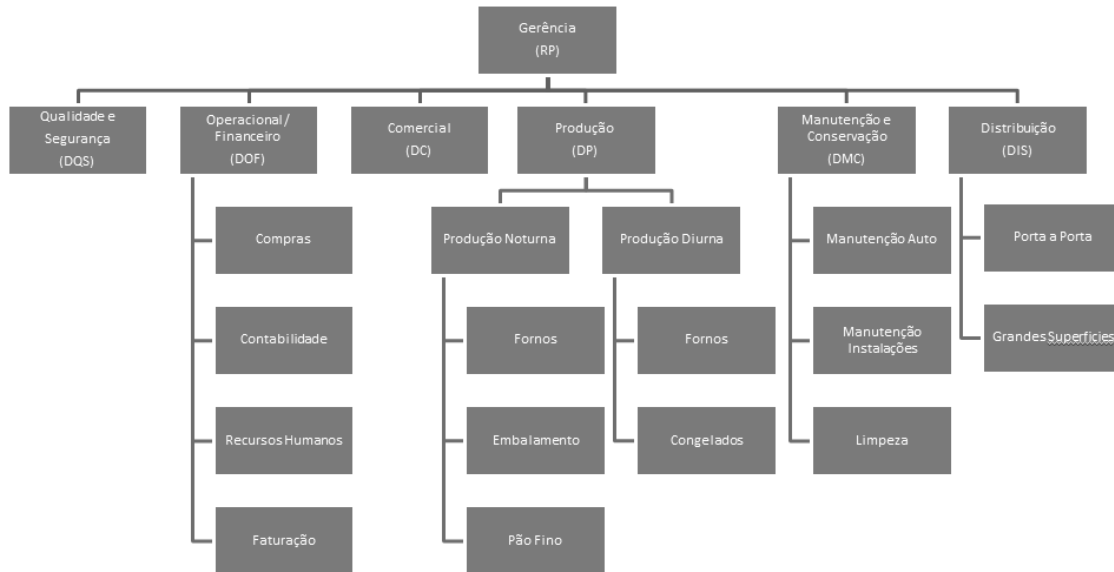 Gerência
(RP)
Qualidade e
Segurança
(DQS)
Operacional/
Financeiro
(DOF)
Comercial
(DC)
Produção
(DP)
Manutenção e
Conservação
(DMC)
Distribuição
(DIS)
Compras
Contabilidade
Recursos Humanos
Faturação
Produção Noturna
Fornos
Embalamento
Pão Fino
Produção Diurna
Fornos
Congelados
Manutenção Auto
Manutenção
Instalações
Limpeza
Porta a Porta
Grandes Superficies